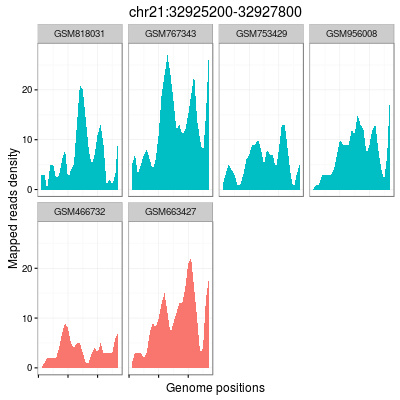 chr21:32925200-32927800
GSM818031 GSM767343 GSM753429 GSM956008
20
10
0
GSM466732 GSM663427
20
10
0
Mapped reads density
Genome positions